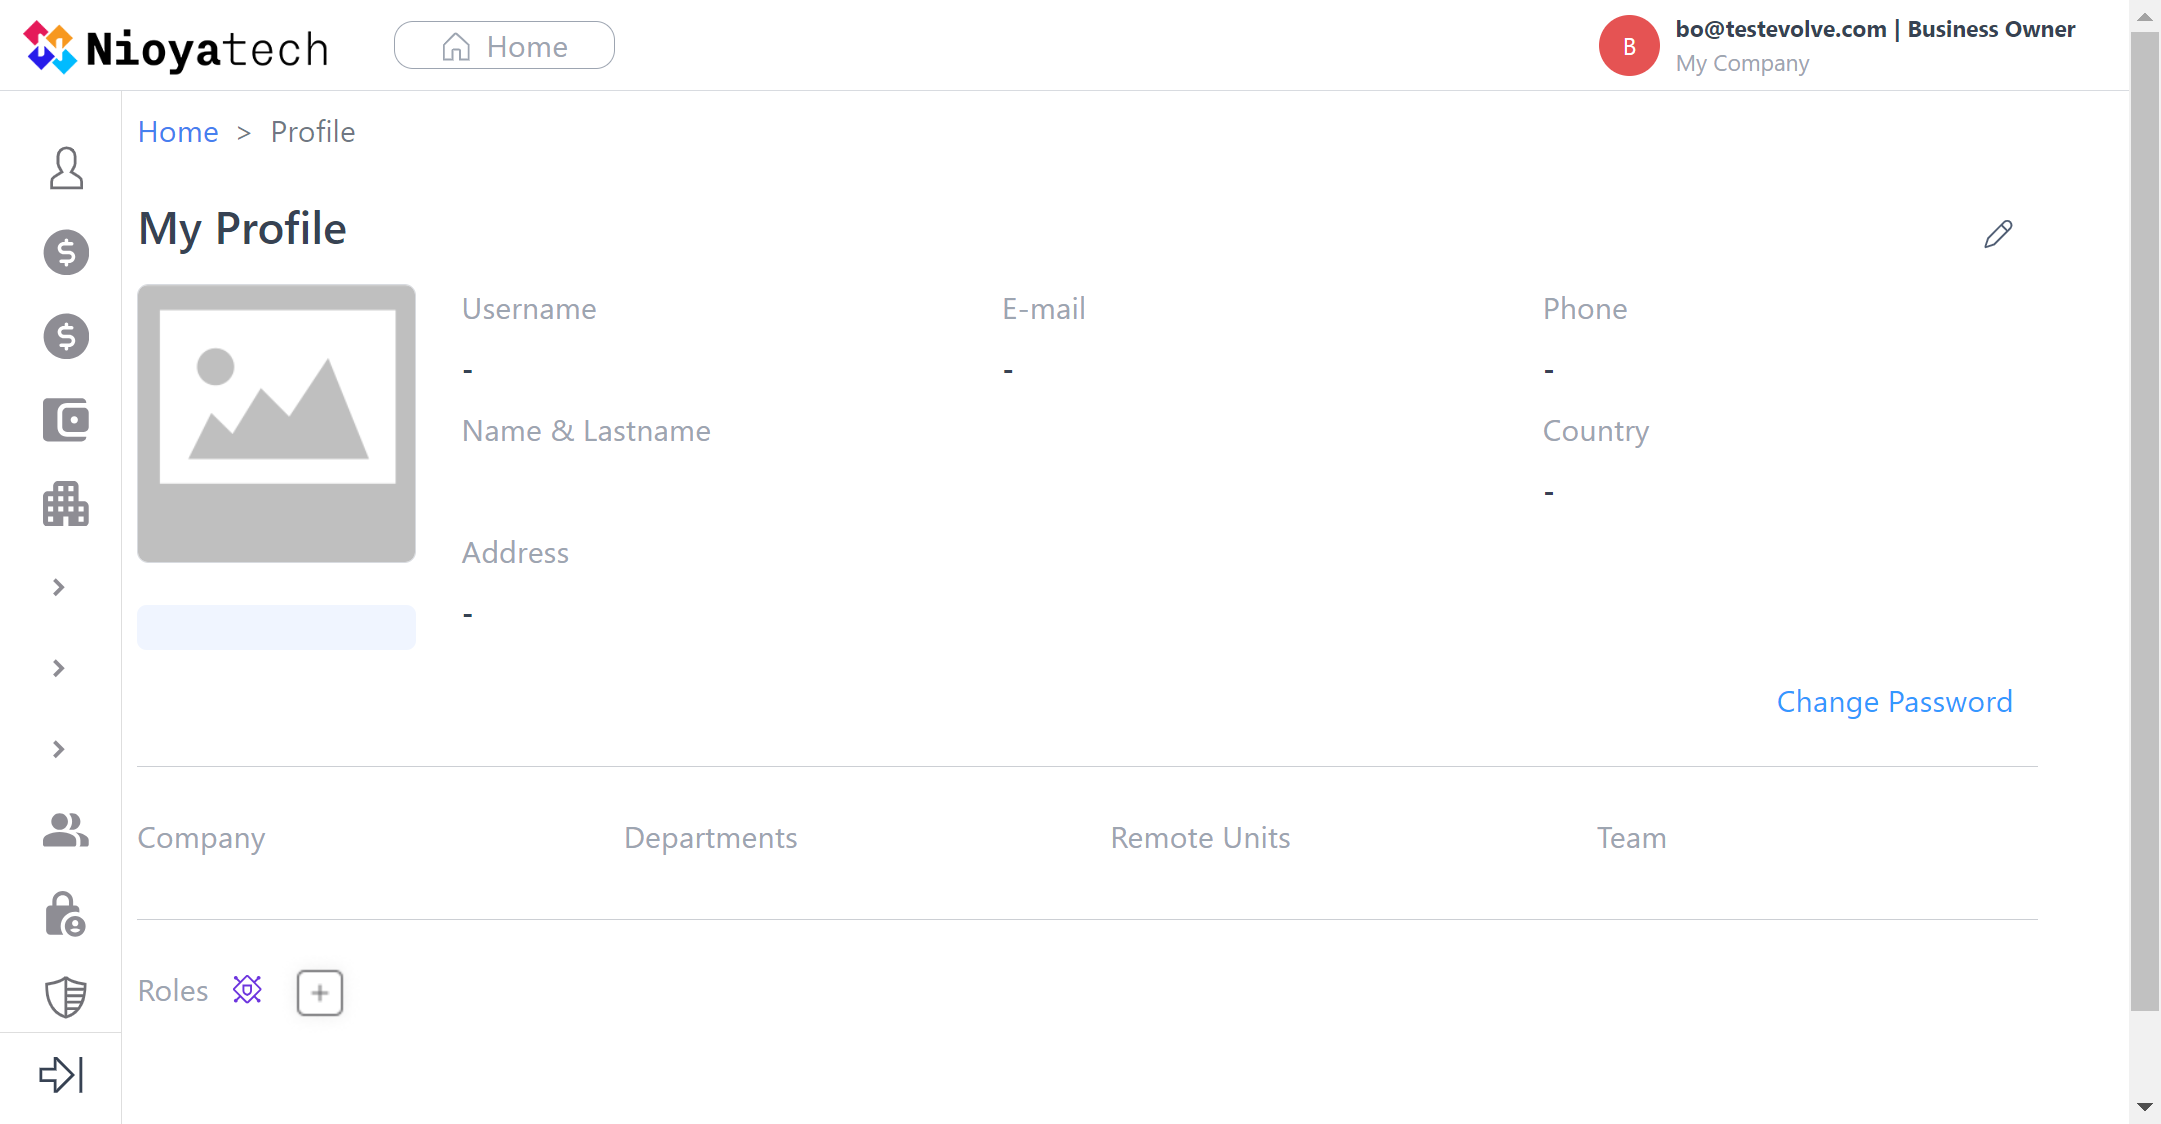 Nioyatech
Home
B
bo@testevolve.com | Business Owner
My Company
Home > Profile
My Profile
Username
E-mail
Phone
-
-
-
Name & Lastname
Country
-
Address
-
Change Password
Company
Departments
Remote Units
Team
Roles
+